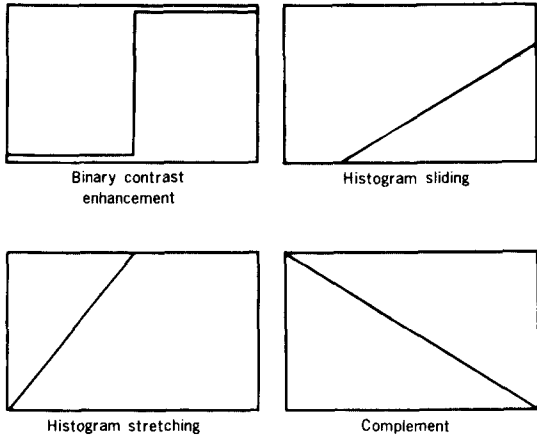 Binary contrast
enhancement
Histogram sliding
Histogram stretching
Complement